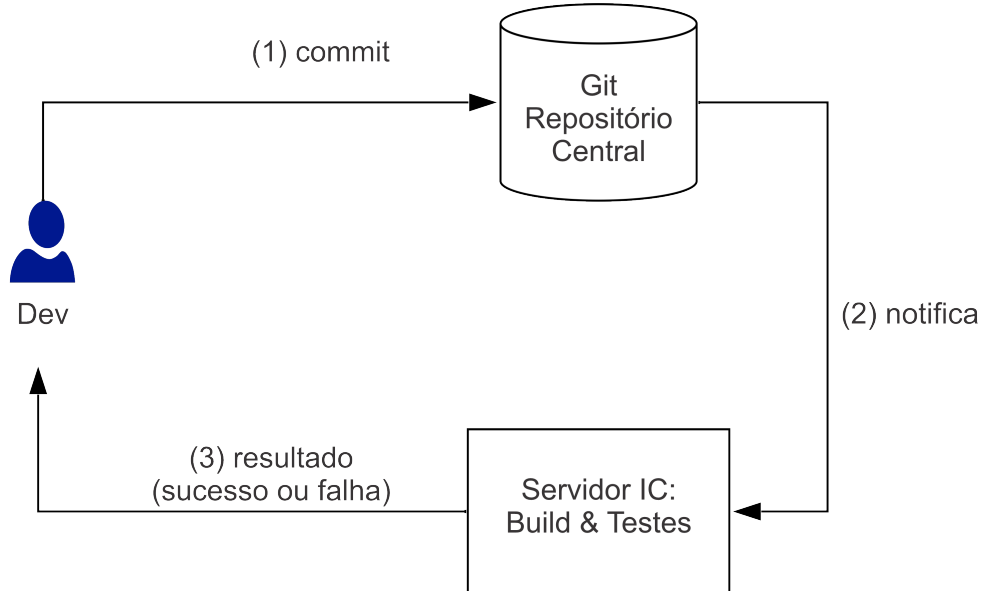 (1) commit
Git
Repositório
Central
Dev
(2) notifica
(3) resultado
(sucesso ou falha)
Servidor IC:
Build & Testes